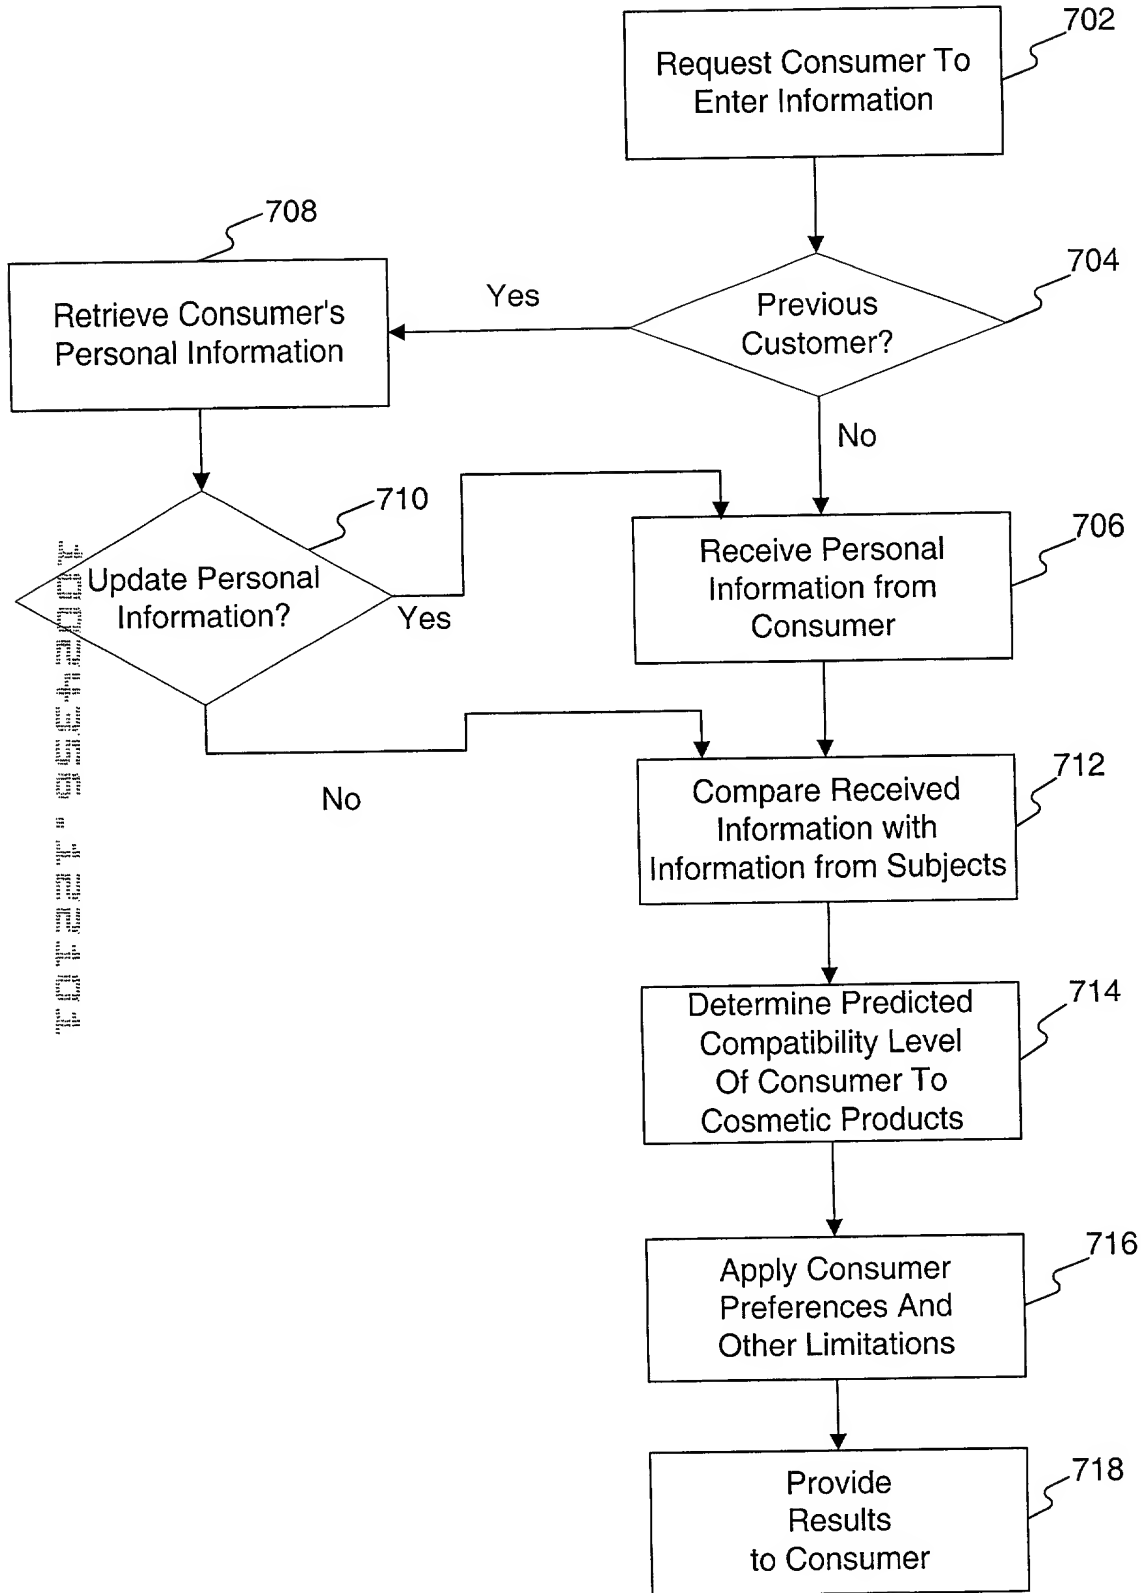 702
Request Consumer To
Enter Information
708
704
Retrieve Consumer's
Personal Information
Yes
Previous
Customer?
No
710
706
Update Personal
Information?
Yes
Receive Personal
Information from
Consumer
No
712
Compare Received
Information with
Information from Subjects
714
Determine Predicted
Compatibility Level
Of Consumer To
Cosmetic Products
716
Apply Consumer
Preferences And
Other Limitations
718
Provide
Results
to Consumer
10024356.122101